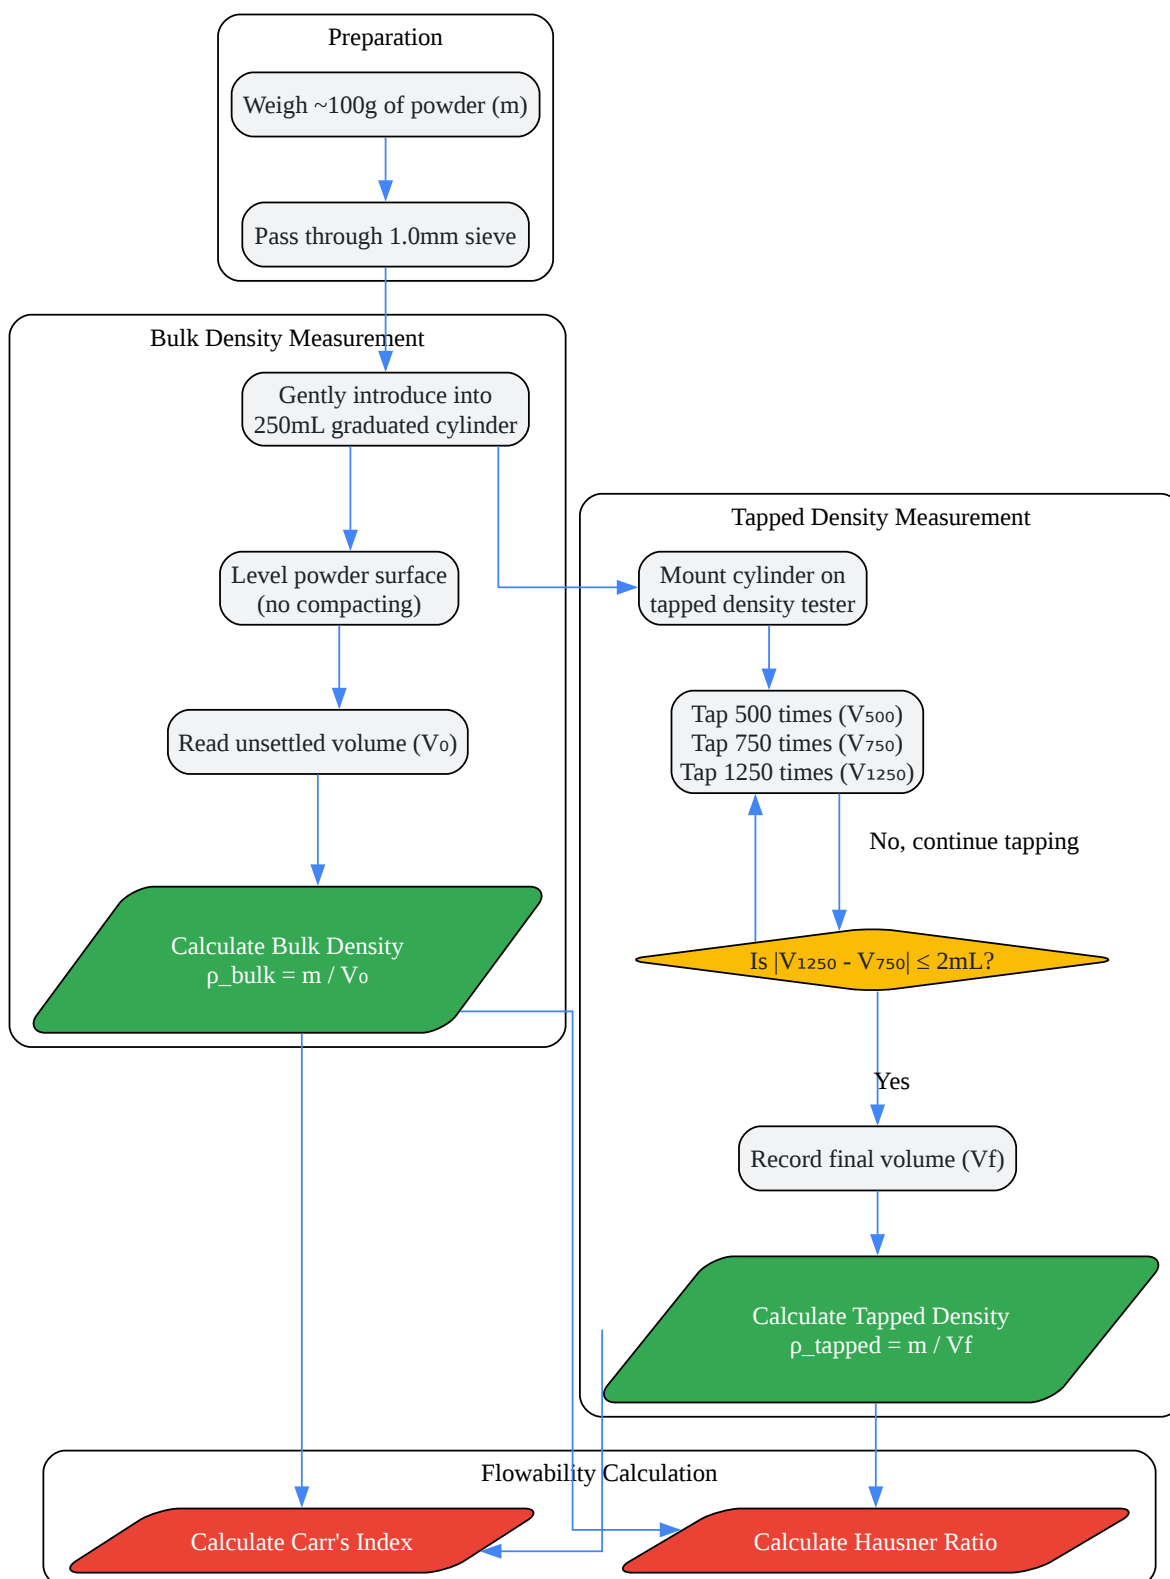 Preparation
Weigh ~100g of powder (m)
Pass through 1.0mm sieve
Bulk Density Measurement
Gently introduce into
250mL graduated cylinder
Level powder surface
(no compacting)
Read unsettled volume (V₀)
Calculate Bulk Density
ρ_bulk = m / V₀
Tapped Density Measurement
Mount cylinder on
tapped density tester
Tap 500 times (V₅₀₀)
Tap 750 times (V₇₅₀)
Tap 1250 times (V₁₂₅₀)
No, continue tapping
Is |V₁₂₅₀ - V₇₅₀| ≤ 2mL?
Yes
Record final volume (Vf)
Calculate Tapped Density
ρ_tapped = m / Vf
Flowability Calculation
Calculate Carr's Index
Calculate Hausner Ratio